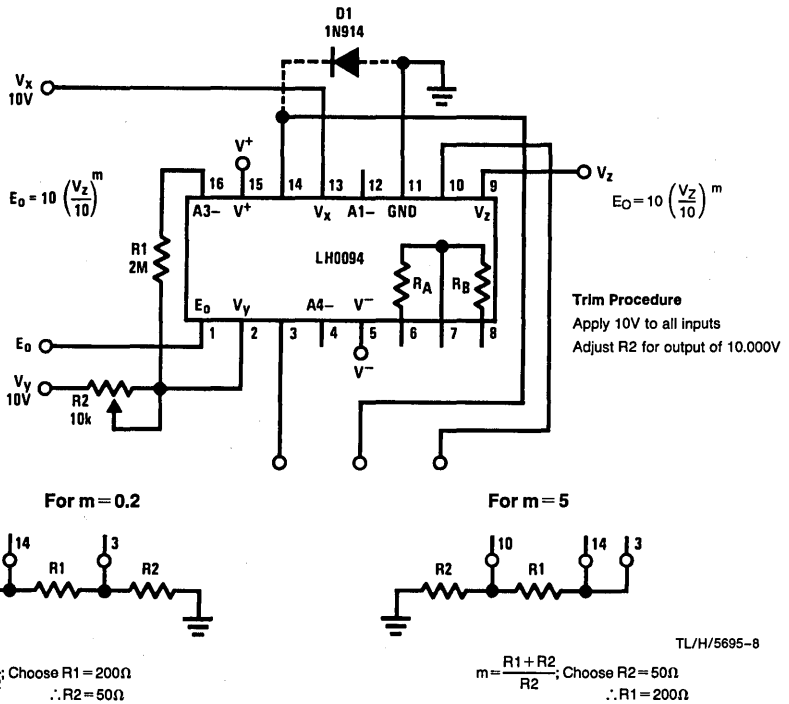 D1
1N914
Vx
10V
V+
16 15 14 13 12 11 10 9
Vz
E₀ = 10 (Vz/10)^m
E_O = 10 (V_Z/10)^m
A3− V+ Vx A1− GND Vz
R1
2M
LH0094
R_A R_B
E₀ Vy A4− V−
1 2 3 4 5 6 7 8
V−
E₀
Vy
10V
R2
10k
Trim Procedure
Apply 10V to all inputs
Adjust R2 for output of 10.000V
For m = 0.2
For m = 5
14 3
R1 R2
10 14 3
R2 R1
TL/H/5695–8
; Choose R1 = 200Ω
∴R2 = 50Ω
m = (R1 + R2)/R2; Choose R2 = 50Ω
∴R1 = 200Ω